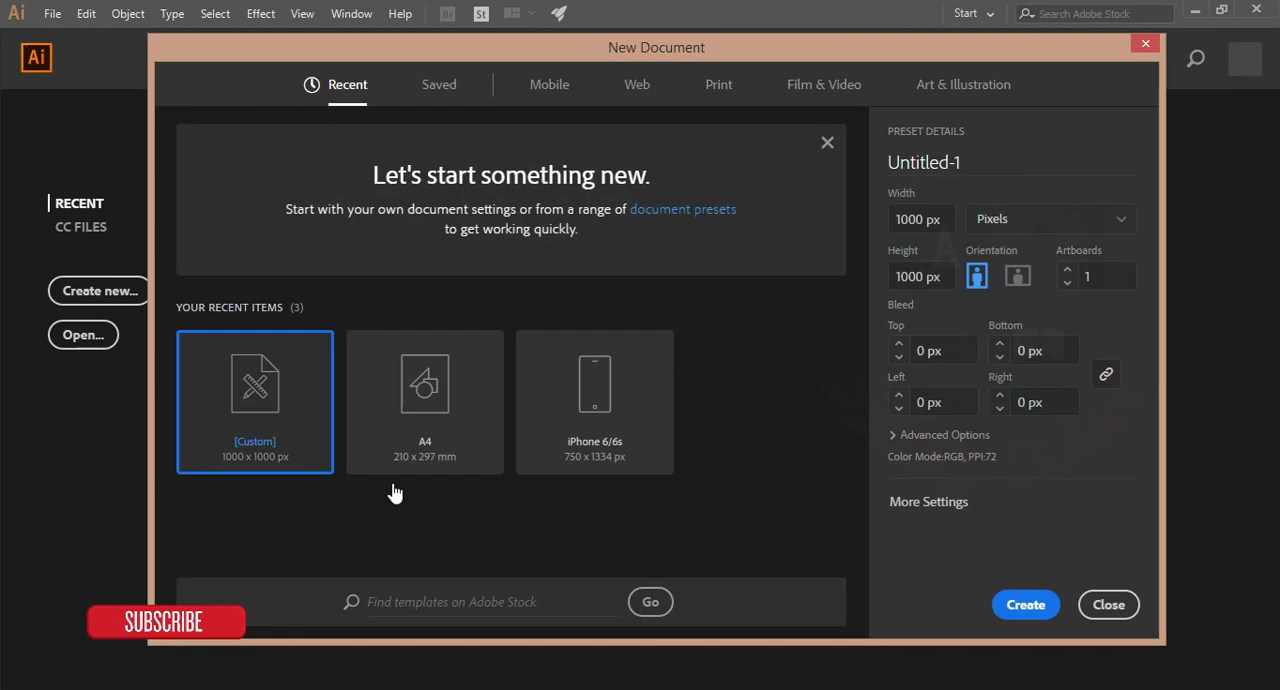 Ai File Edit Object Type Select Effect View Window Help Br St Start Search Adobe Stock
New Document
Ai
Recent Saved Mobile Web Print Film & Video Art & Illustration
RECENT
CC FILES
Create new...
Open...
Let's start something new.
Start with your own document settings or from a range of document presets
to get working quickly.
YOUR RECENT ITEMS (3)
[Custom]
1000 x 1000 px
A4
210 x 297 mm
iPhone 6/6s
750 x 1334 px
Find templates on Adobe Stock Go
PRESET DETAILS
Untitled-1
Width
1000 px Pixels
Height Orientation Artboards
1000 px 1
Bleed
Top Bottom
0 px 0 px
Left Right
0 px 0 px
Advanced Options
Color Mode:RGB, PPI:72
More Settings
Create Close
SUBSCRIBE